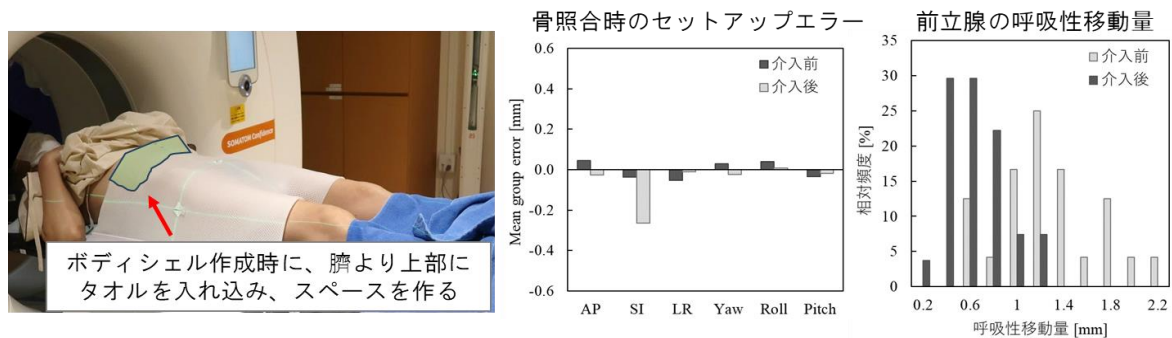 SOMATOM Confidence
ボディシェル作成時に、臍より上部に
タオルを入れ込み、スペースを作る
骨照合時のセットアップエラー
Mean group error [mm]
0.6
0.4
0.2
0.0
-0.2
-0.4
-0.6
介入前
介入後
AP SI LR Yaw Roll Pitch
前立腺の呼吸性移動量
相対頻度 [%]
35
30
25
20
15
10
5
0
介入前
介入後
0.2 0.6 1 1.4 1.8 2.2
呼吸性移動量 [mm]